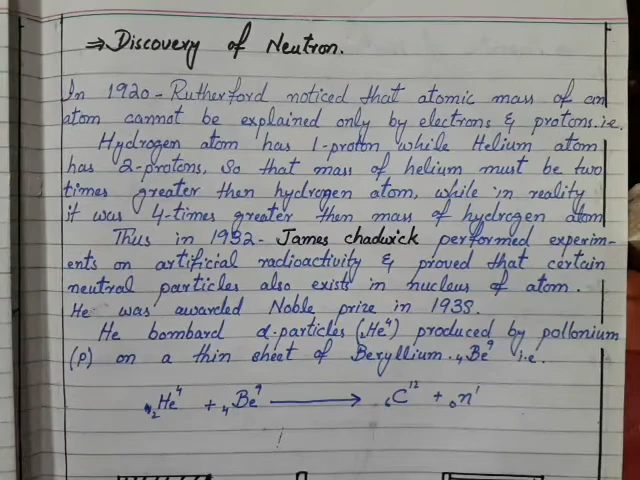 ⇒ Discovery of Neutron.
In 1920 - Rutherford noticed that atomic mass of an
atom cannot be explained only by electrons & protons. i.e.
Hydrogen atom has 1-proton while Helium atom
has 2-protons, so that mass of helium must be two
times greater then hydrogen atom, while in reality
it was 4-times greater then mass of hydrogen atom
Thus in 1932 - James chadwick performed experim-
ents on artificial radioactivity & proved that certain
neutral particles also exists in nucleus of atom.
He was awarded Noble prize in 1938.
He bombard α-particles (₂He⁴) produced by pollonium
(P) on a thin sheet of Beryllium. ₄Be⁹ i.e.
₂He⁴ + ₄Be⁹ ⟶ ₆C¹² + ₀n¹